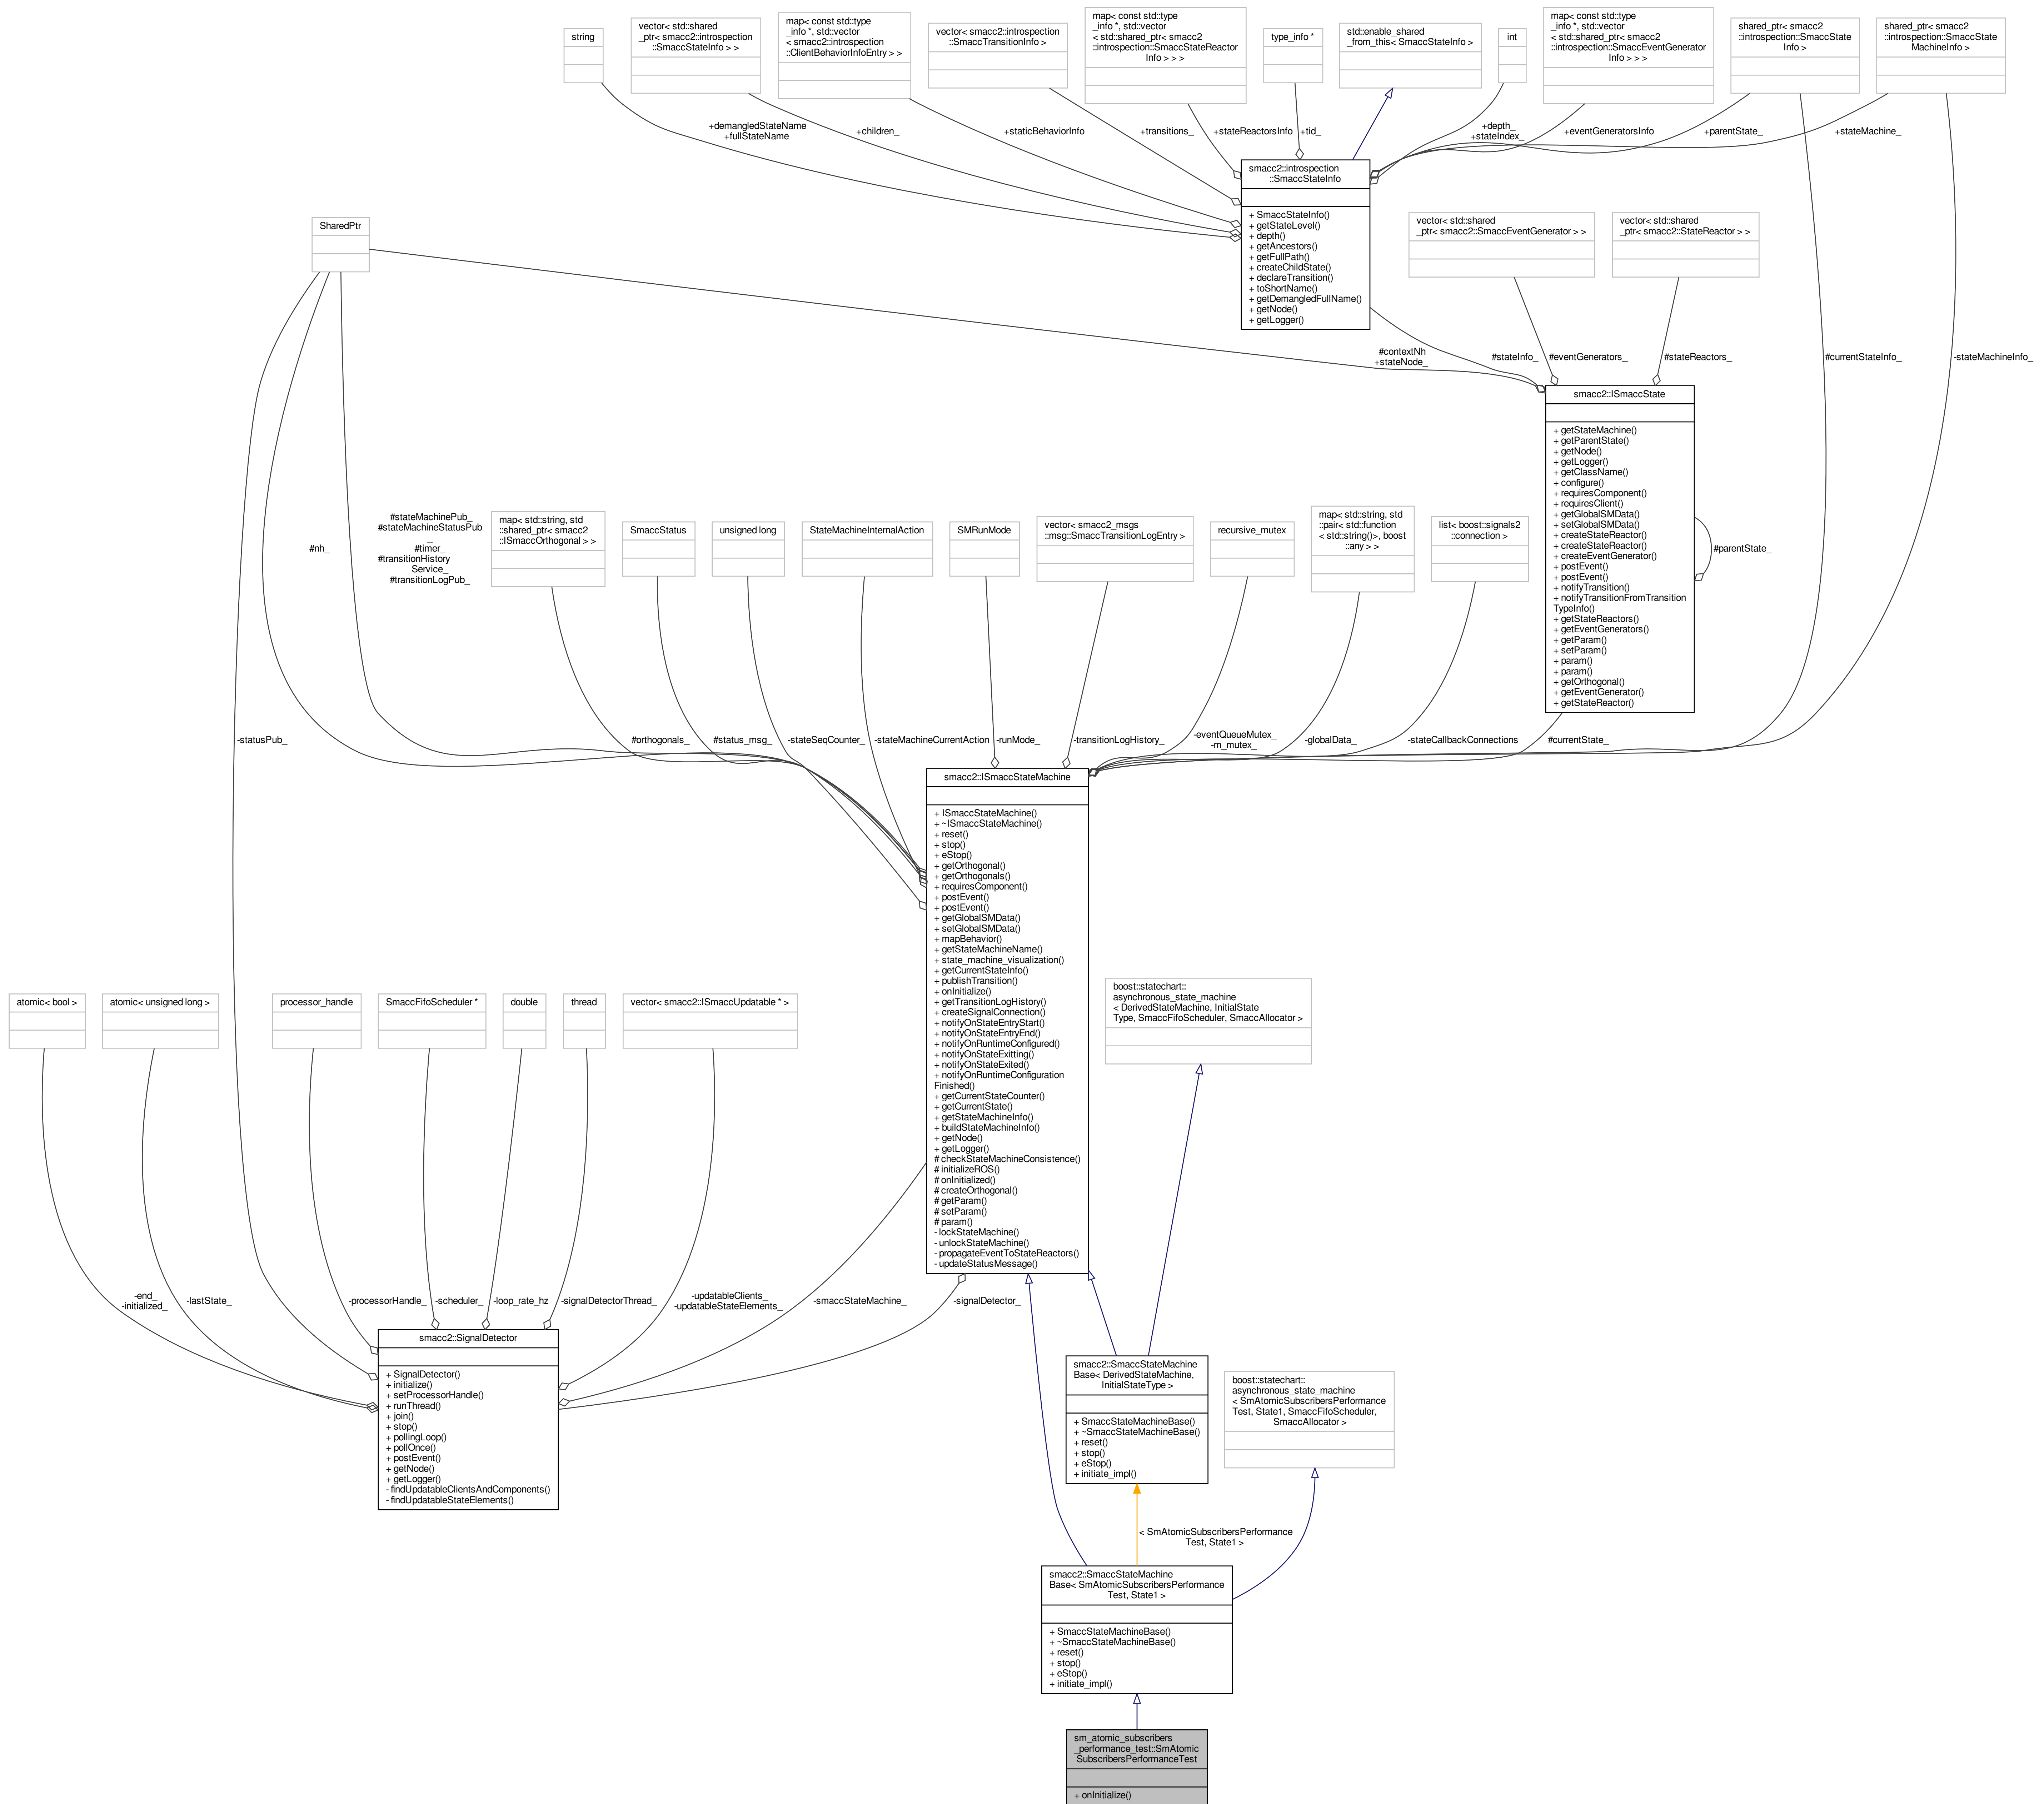 string
vector< std::shared
_ptr< smacc2::introspection
::SmaccStateInfo > >
map< const std::type
_info *, std::vector
< smacc2::introspection
::ClientBehaviorInfoEntry > >
vector< smacc2::introspection
::SmaccTransitionInfo >
map< const std::type
_info *, std::vector
< std::shared_ptr< smacc2
::introspection::SmaccStateReactor
Info > > >
type_info *
std::enable_shared
_from_this< SmaccStateInfo >
int
map< const std::type
_info *, std::vector
< std::shared_ptr< smacc2
::introspection::SmaccEventGenerator
Info > > >
shared_ptr< smacc2
::introspection::SmaccState
Info >
shared_ptr< smacc2
::introspection::SmaccState
MachineInfo >
+demangledStateName
+fullStateName
+children_
+staticBehaviorInfo
+transitions_
+stateReactorsInfo
+tid_
+depth_
+stateIndex_
+eventGeneratorsInfo
+parentState_
+stateMachine_
smacc2::introspection
::SmaccStateInfo
+ SmaccStateInfo()
+ getStateLevel()
+ depth()
+ getAncestors()
+ getFullPath()
+ createChildState()
+ declareTransition()
+ toShortName()
+ getDemangledFullName()
+ getNode()
+ getLogger()
SharedPtr
vector< std::shared
_ptr< smacc2::SmaccEventGenerator > >
vector< std::shared
_ptr< smacc2::StateReactor > >
#contextNh
+stateNode_
#stateInfo_
#eventGenerators_
#stateReactors_
#currentStateInfo_
-stateMachineInfo_
smacc2::ISmaccState
+ getStateMachine()
+ getParentState()
+ getNode()
+ getLogger()
+ getClassName()
+ configure()
+ requiresComponent()
+ requiresClient()
+ getGlobalSMData()
+ setGlobalSMData()
+ createStateReactor()
+ createStateReactor()
+ createEventGenerator()
+ postEvent()
+ postEvent()
+ notifyTransition()
+ notifyTransitionFromTransition
TypeInfo()
+ getStateReactors()
+ getEventGenerators()
+ getParam()
+ setParam()
+ param()
+ param()
+ getOrthogonal()
+ getEventGenerator()
+ getStateReactor()
#parentState_
#nh_
#stateMachinePub_
#stateMachineStatusPub
_
#timer_
#transitionHistory
Service_
#transitionLogPub_
map< std::string, std
::shared_ptr< smacc2
::ISmaccOrthogonal > >
SmaccStatus
unsigned long
StateMachineInternalAction
SMRunMode
vector< smacc2_msgs
::msg::SmaccTransitionLogEntry >
recursive_mutex
map< std::string, std
::pair< std::function
< std::string()>, boost
::any > >
list< boost::signals2
::connection >
-statusPub_
#orthogonals_
#status_msg_
-stateSeqCounter_
-stateMachineCurrentAction
-runMode_
-transitionLogHistory_
-eventQueueMutex_
-m_mutex_
-globalData_
-stateCallbackConnections
#currentState_
smacc2::ISmaccStateMachine
+ ISmaccStateMachine()
+ ~ISmaccStateMachine()
+ reset()
+ stop()
+ eStop()
+ getOrthogonal()
+ getOrthogonals()
+ requiresComponent()
+ postEvent()
+ postEvent()
+ getGlobalSMData()
+ setGlobalSMData()
+ mapBehavior()
+ getStateMachineName()
+ state_machine_visualization()
+ getCurrentStateInfo()
+ publishTransition()
+ onInitialize()
+ getTransitionLogHistory()
+ createSignalConnection()
+ notifyOnStateEntryStart()
+ notifyOnStateEntryEnd()
+ notifyOnRuntimeConfigured()
+ notifyOnStateExitting()
+ notifyOnStateExited()
+ notifyOnRuntimeConfiguration
Finished()
+ getCurrentStateCounter()
+ getCurrentState()
+ getStateMachineInfo()
+ buildStateMachineInfo()
+ getNode()
+ getLogger()
# checkStateMachineConsistence()
# initializeROS()
# onInitialized()
# createOrthogonal()
# getParam()
# setParam()
# param()
- lockStateMachine()
- unlockStateMachine()
- propagateEventToStateReactors()
- updateStatusMessage()
atomic< bool >
atomic< unsigned long >
processor_handle
SmaccFifoScheduler *
double
thread
vector< smacc2::ISmaccUpdatable * >
boost::statechart::
asynchronous_state_machine
< DerivedStateMachine, InitialState
Type, SmaccFifoScheduler, SmaccAllocator >
-end_
-initialized_
-lastState_
-processorHandle_
-scheduler_
-loop_rate_hz
-signalDetectorThread_
-updatableClients_
-updatableStateElements_
-smaccStateMachine_
-signalDetector_
smacc2::SignalDetector
+ SignalDetector()
+ initialize()
+ setProcessorHandle()
+ runThread()
+ join()
+ stop()
+ pollingLoop()
+ pollOnce()
+ postEvent()
+ getNode()
+ getLogger()
- findUpdatableClientsAndComponents()
- findUpdatableStateElements()
smacc2::SmaccStateMachine
Base< DerivedStateMachine,
InitialStateType >
+ SmaccStateMachineBase()
+ ~SmaccStateMachineBase()
+ reset()
+ stop()
+ eStop()
+ initiate_impl()
boost::statechart::
asynchronous_state_machine
< SmAtomicSubscribersPerformance
Test, State1, SmaccFifoScheduler,
SmaccAllocator >
< SmAtomicSubscribersPerformance
Test, State1 >
smacc2::SmaccStateMachine
Base< SmAtomicSubscribersPerformance
Test, State1 >
+ SmaccStateMachineBase()
+ ~SmaccStateMachineBase()
+ reset()
+ stop()
+ eStop()
+ initiate_impl()
sm_atomic_subscribers
_performance_test::SmAtomic
SubscribersPerformanceTest
+ onInitialize()